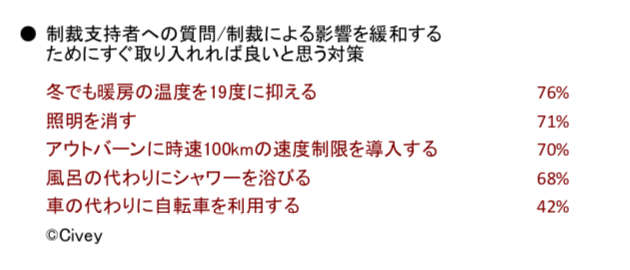 ● 制裁支持者への質問/制裁による影響を緩和する
ためにすぐ取り入れれば良いと思う対策
冬でも暖房の温度を19度に抑える 76%
照明を消す 71%
アウトバーンに時速100kmの速度制限を導入する 70%
風呂の代わりにシャワーを浴びる 68%
車の代わりに自転車を利用する 42%
©Civey